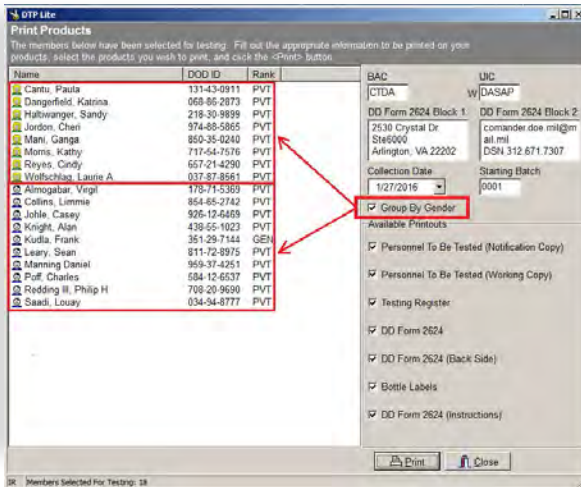 DTP Lite
Print Products
The members below have been selected for testing. Fill out the appropriate information to be printed on your
products, select the products you wish to print, and click the <Print> button.
Name DOD ID Rank
Cantu, Paula 131-43-0911 PVT
Dangerfield, Katrina 068-86-2873 PVT
Haltiwanger, Sandy 218-30-9899 PVT
Jordon, Cheri 974-88-5865 PVT
Mani, Ganga 850-35-0240 PVT
Morris, Kathy 717-54-7576 PVT
Reyes, Cindy 657-21-4290 PVT
Wolfschlag, Laurie A 037-87-8561 PVT
Almogabar, Virgil 178-71-5369 PVT
Collins, Limmie 854-65-2742 PVT
Johle, Casey 926-12-6469 PVT
Knight, Alan 438-55-1023 PVT
Kudla, Frank 351-29-7144 GEN
Leary, Sean 811-72-8975 PVT
Manning Daniel 959-37-4251 PVT
Poff, Charles 684-12-6537 PVT
Redding III, Philip H 708-20-9690 PVT
Saadi, Louay 034-94-8777 PVT
BAC UIC
CTDA W DASAP
DD Form 2624 Block 1 DD Form 2624 Block 2
2530 Crystal Dr comander.doe.mil@m
Ste6000 ail.mil
Arlington, VA 22202 DSN 312.671.7307
Collection Date Starting Batch
1/27/2016 0001
Group By Gender
Available Printouts
Personnel To Be Tested (Notification Copy)
Personnel To Be Tested (Working Copy)
Testing Register
DD Form 2624
DD Form 2624 (Back Side)
Bottle Labels
DD Form 2624 (Instructions)
Print Close
IR Members Selected For Testing: 18